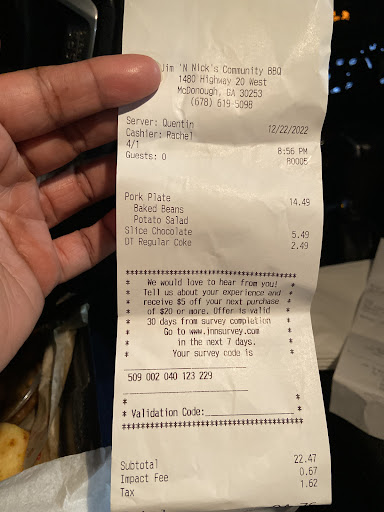 Jim 'N Nick's Community BBQ
1480 Highway 20 West
McDonough, GA 30253
(678) 619-5098
Server: Quentin 12/22/2022
Cashier: Rachel
4/1 8:56 PM
Guests: 0 80005
Pork Plate 14.49
Baked Beans
Potato Salad
Slice Chocolate 5.49
OT Regular Coke 2.49
****************************************
* We would love to hear from you! *
* Tell us about your experience and *
* receive $5 off your next purchase *
* of $20 or more. Offer is valid *
* 30 days from survey completion *
* Go to www.jnnsurvey.com *
* in the next 7 days. *
* Your survey code is *
509 002 040 123 229
* *
* Validation Code:__________________ *
****************************************
Subtotal 22.47
Impact Fee 0.67
Tax 1.62